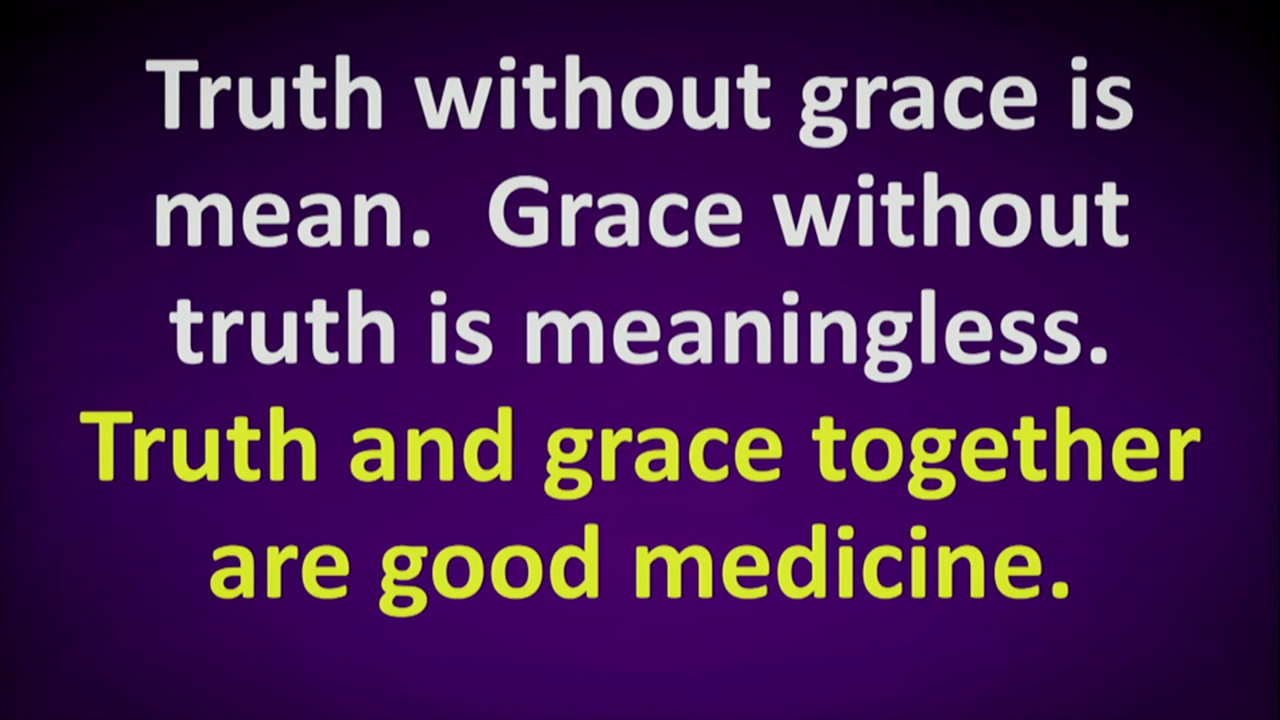 Truth without grace is
mean.  Grace without
truth is meaningless.
Truth and grace together
are good medicine.